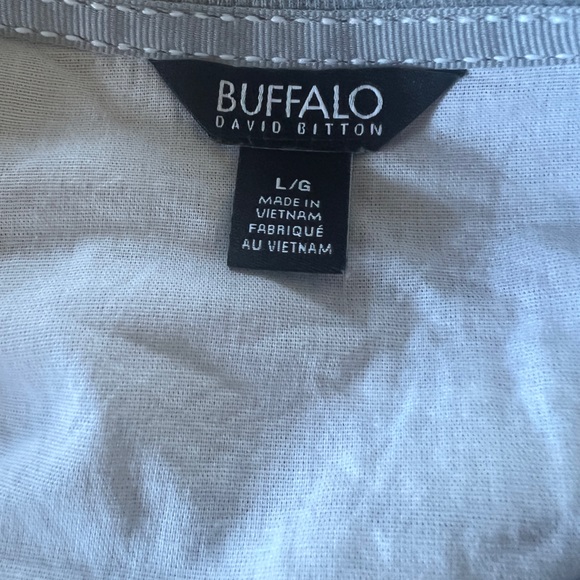 BUFFALO
DAVID BITTON
L/G
MADE IN
VIETNAM
FABRIQUÉ
AU VIETNAM